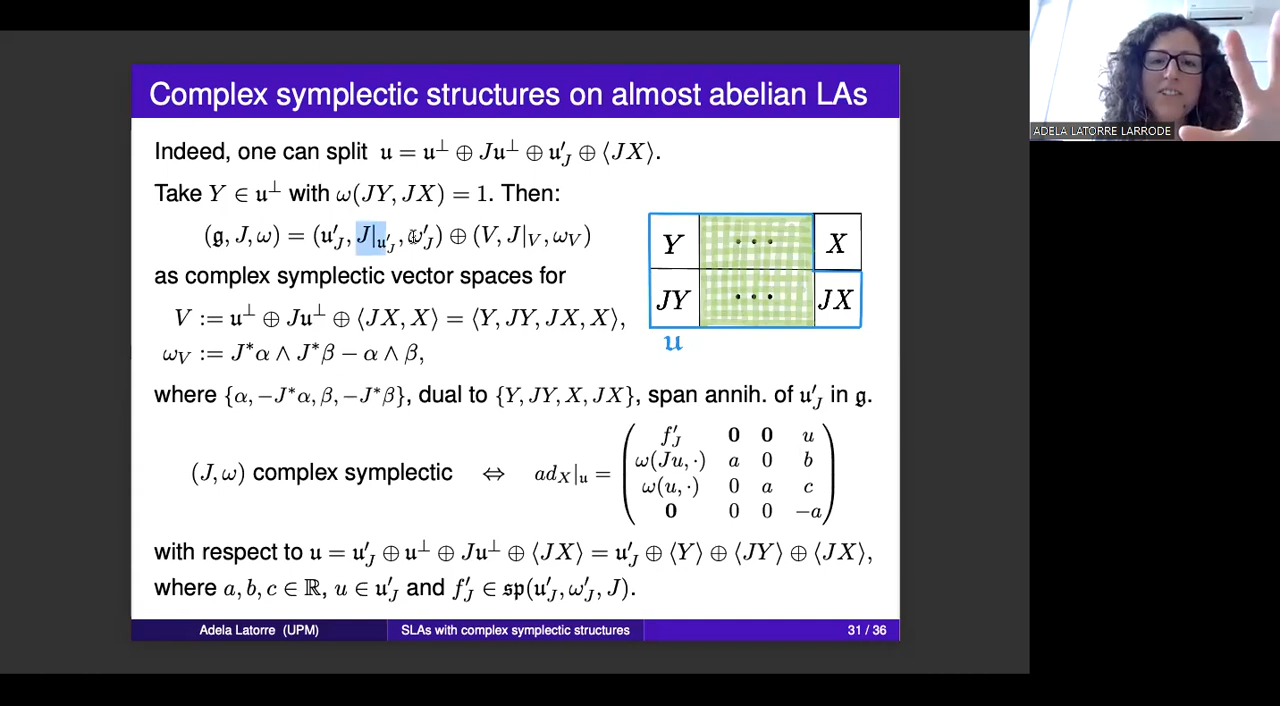 Complex symplectic structures on almost abelian LAs
Indeed, one can split 𝔲 = 𝔲^⊥ ⊕ J𝔲^⊥ ⊕ 𝔲'_J ⊕ ⟨JX⟩.
Take Y ∈ 𝔲^⊥ with ω(JY, JX) = 1. Then:
(𝔤, J, ω) = (𝔲'_J, J|_{𝔲'_J}, ω'_J) ⊕ (V, J|_V, ω_V)
as complex symplectic vector spaces for
V := 𝔲^⊥ ⊕ J𝔲^⊥ ⊕ ⟨JX, X⟩ = ⟨Y, JY, JX, X⟩,
ω_V := J*α ∧ J*β − α ∧ β,
Y ... X
JY ... JX
𝔲
where {α, −J*α, β, −J*β}, dual to {Y, JY, X, JX}, span annih. of 𝔲'_J in 𝔤.
(J, ω) complex symplectic ⇔ ad_X|_𝔲 =
f'_J 0 0 u
ω(Ju, ·) a 0 b
ω(u, ·) 0 a c
0 0 0 −a
with respect to 𝔲 = 𝔲'_J ⊕ 𝔲^⊥ ⊕ J𝔲^⊥ ⊕ ⟨JX⟩ = 𝔲'_J ⊕ ⟨Y⟩ ⊕ ⟨JY⟩ ⊕ ⟨JX⟩,
where a, b, c ∈ ℝ, u ∈ 𝔲'_J and f'_J ∈ 𝔰𝔭(𝔲'_J, ω'_J, J).
Adela Latorre (UPM) SLAs with complex symplectic structures 31 / 36
ADELA LATORRE LARRODE